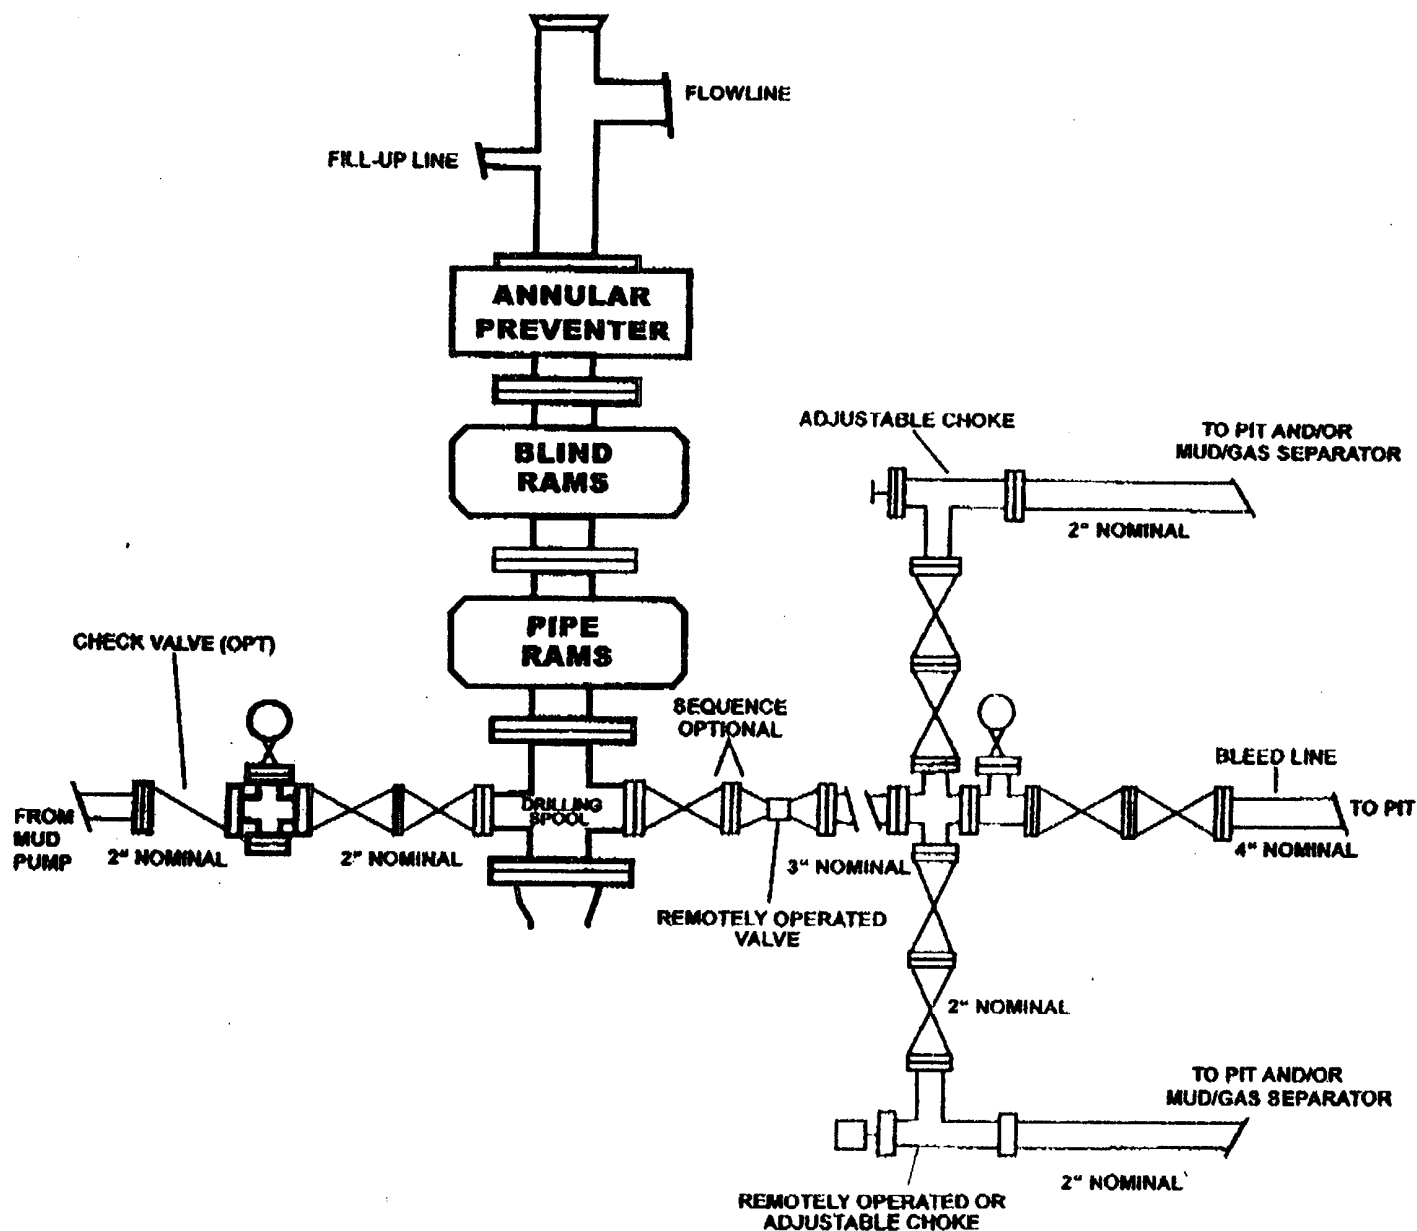 FLOWLINE
FILL-UP LINE
ANNULAR
PREVENTER
ADJUSTABLE CHOKE
TO PIT AND/OR
MUD/GAS SEPARATOR
BLIND
RAMS
2" NOMINAL
PIPE
RAMS
CHECK VALVE (OPT)
SEQUENCE
OPTIONAL
BLEED LINE
DRILLING
SPOOL
TO PIT
FROM
MUD
PUMP
2" NOMINAL
2" NOMINAL
3" NOMINAL
4" NOMINAL
REMOTELY OPERATED
VALVE
2" NOMINAL
TO PIT AND/OR
MUD/GAS SEPARATOR
2" NOMINAL
REMOTELY OPERATED OR
ADJUSTABLE CHOKE